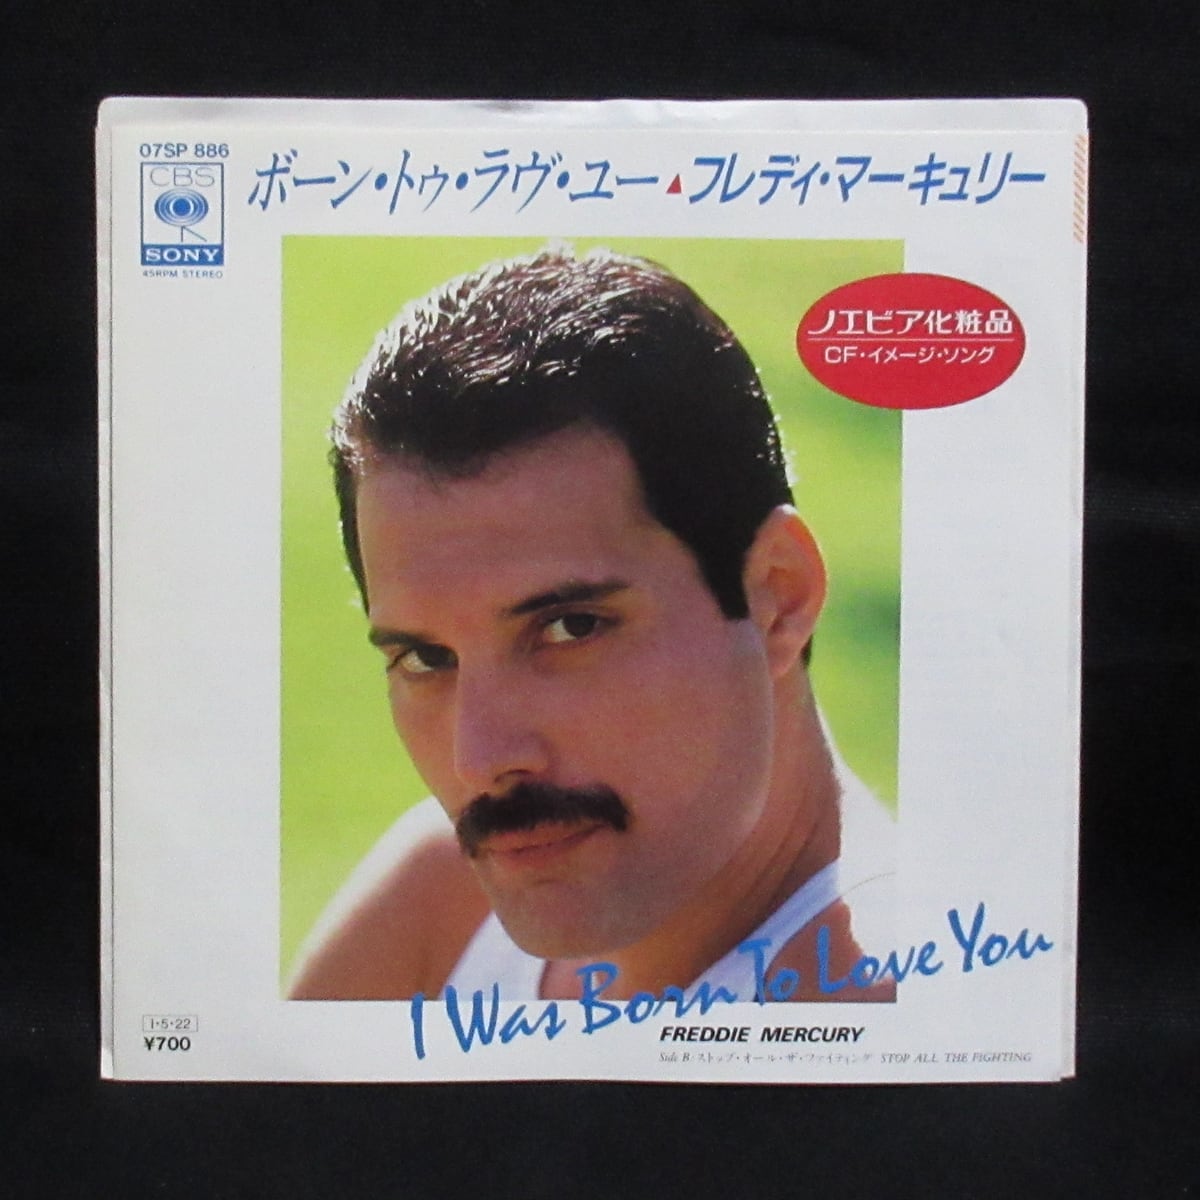 07SP 886
CBS
SONY
45RPM STEREO
ボーン・トゥ・ラヴ・ユー▲フレディ・マーキュリー
ノエビア化粧品
CF・イメージ・ソング
I Was Born To Love You
FREDDIE MERCURY
Side B／ストップ・オール・ザ・ファイティング STOP ALL THE FIGHTING
I・5・22
¥700